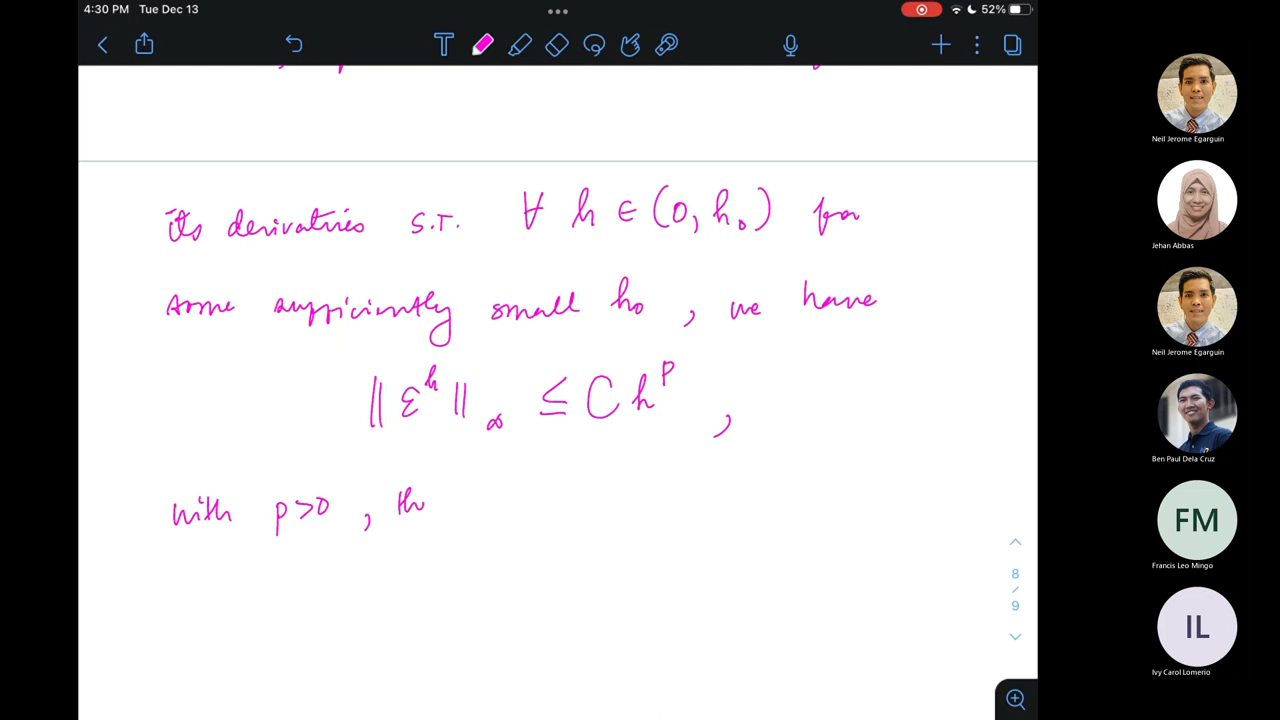 4:30 PM Tue Dec 13
52%
its derivatives s.t. ∀ h ∈ (0, h₀) for
some sufficiently small h₀, we have
‖ε^h‖_∞ ≤ C h^p,
with p>0, the
8
/
9
Neil Jerome Egarguin
Jehan Abbas
Neil Jerome Egarguin
Ben Paul Dela Cruz
FM
Francis Leo Mingo
IL
Ivy Carol Lomerio